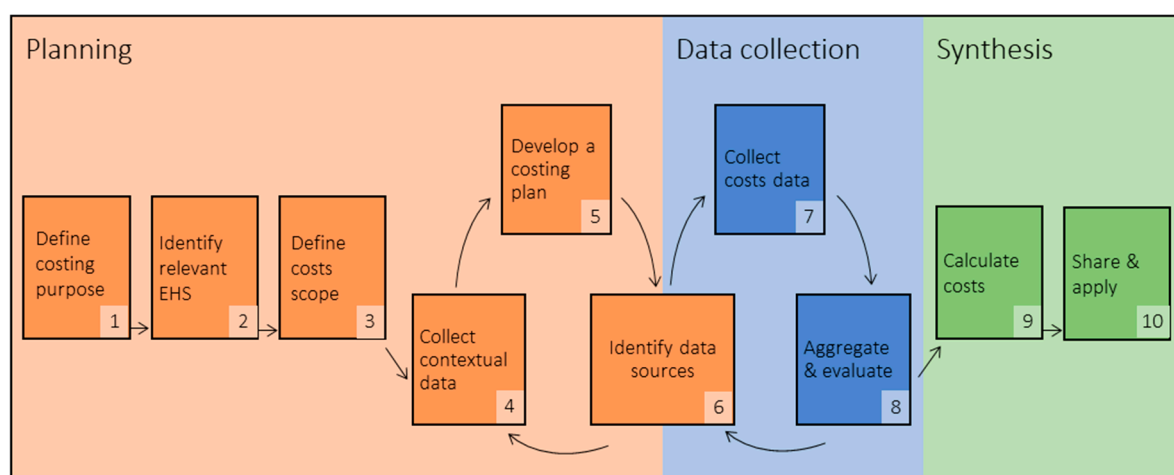 Planning
Data collection
Synthesis
Define
costing
purpose
1
Identify
relevant
EHS
2
Define
costs
scope
3
Collect
contextual
data
4
Develop a
costing
plan
5
Identify data
sources
6
Collect
costs data
7
Aggregate
& evaluate
8
Calculate
costs
9
Share &
apply
10